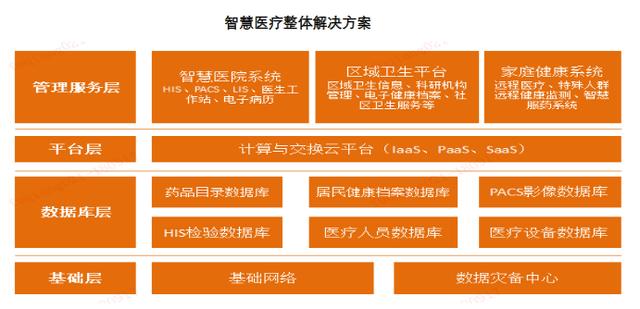 智慧医疗整体解决方案
管理服务层
智慧医院系统
HIS、PACS、LIS、医生工
作站、电子病历
区域卫生平台
区域卫生信息、科研机构
管理、电子健康档案、社
区卫生服务等
家庭健康系统
远程医疗、特殊人群
远程健康监测、智慧
服药系统
平台层
计算与交换云平台（IaaS、PaaS、SaaS）
数据库层
药品目录数据库
居民健康档案数据库
PACS影像数据库
HIS检验数据库
医疗人员数据库
医疗设备数据库
基础层
基础网络
数据灾备中心